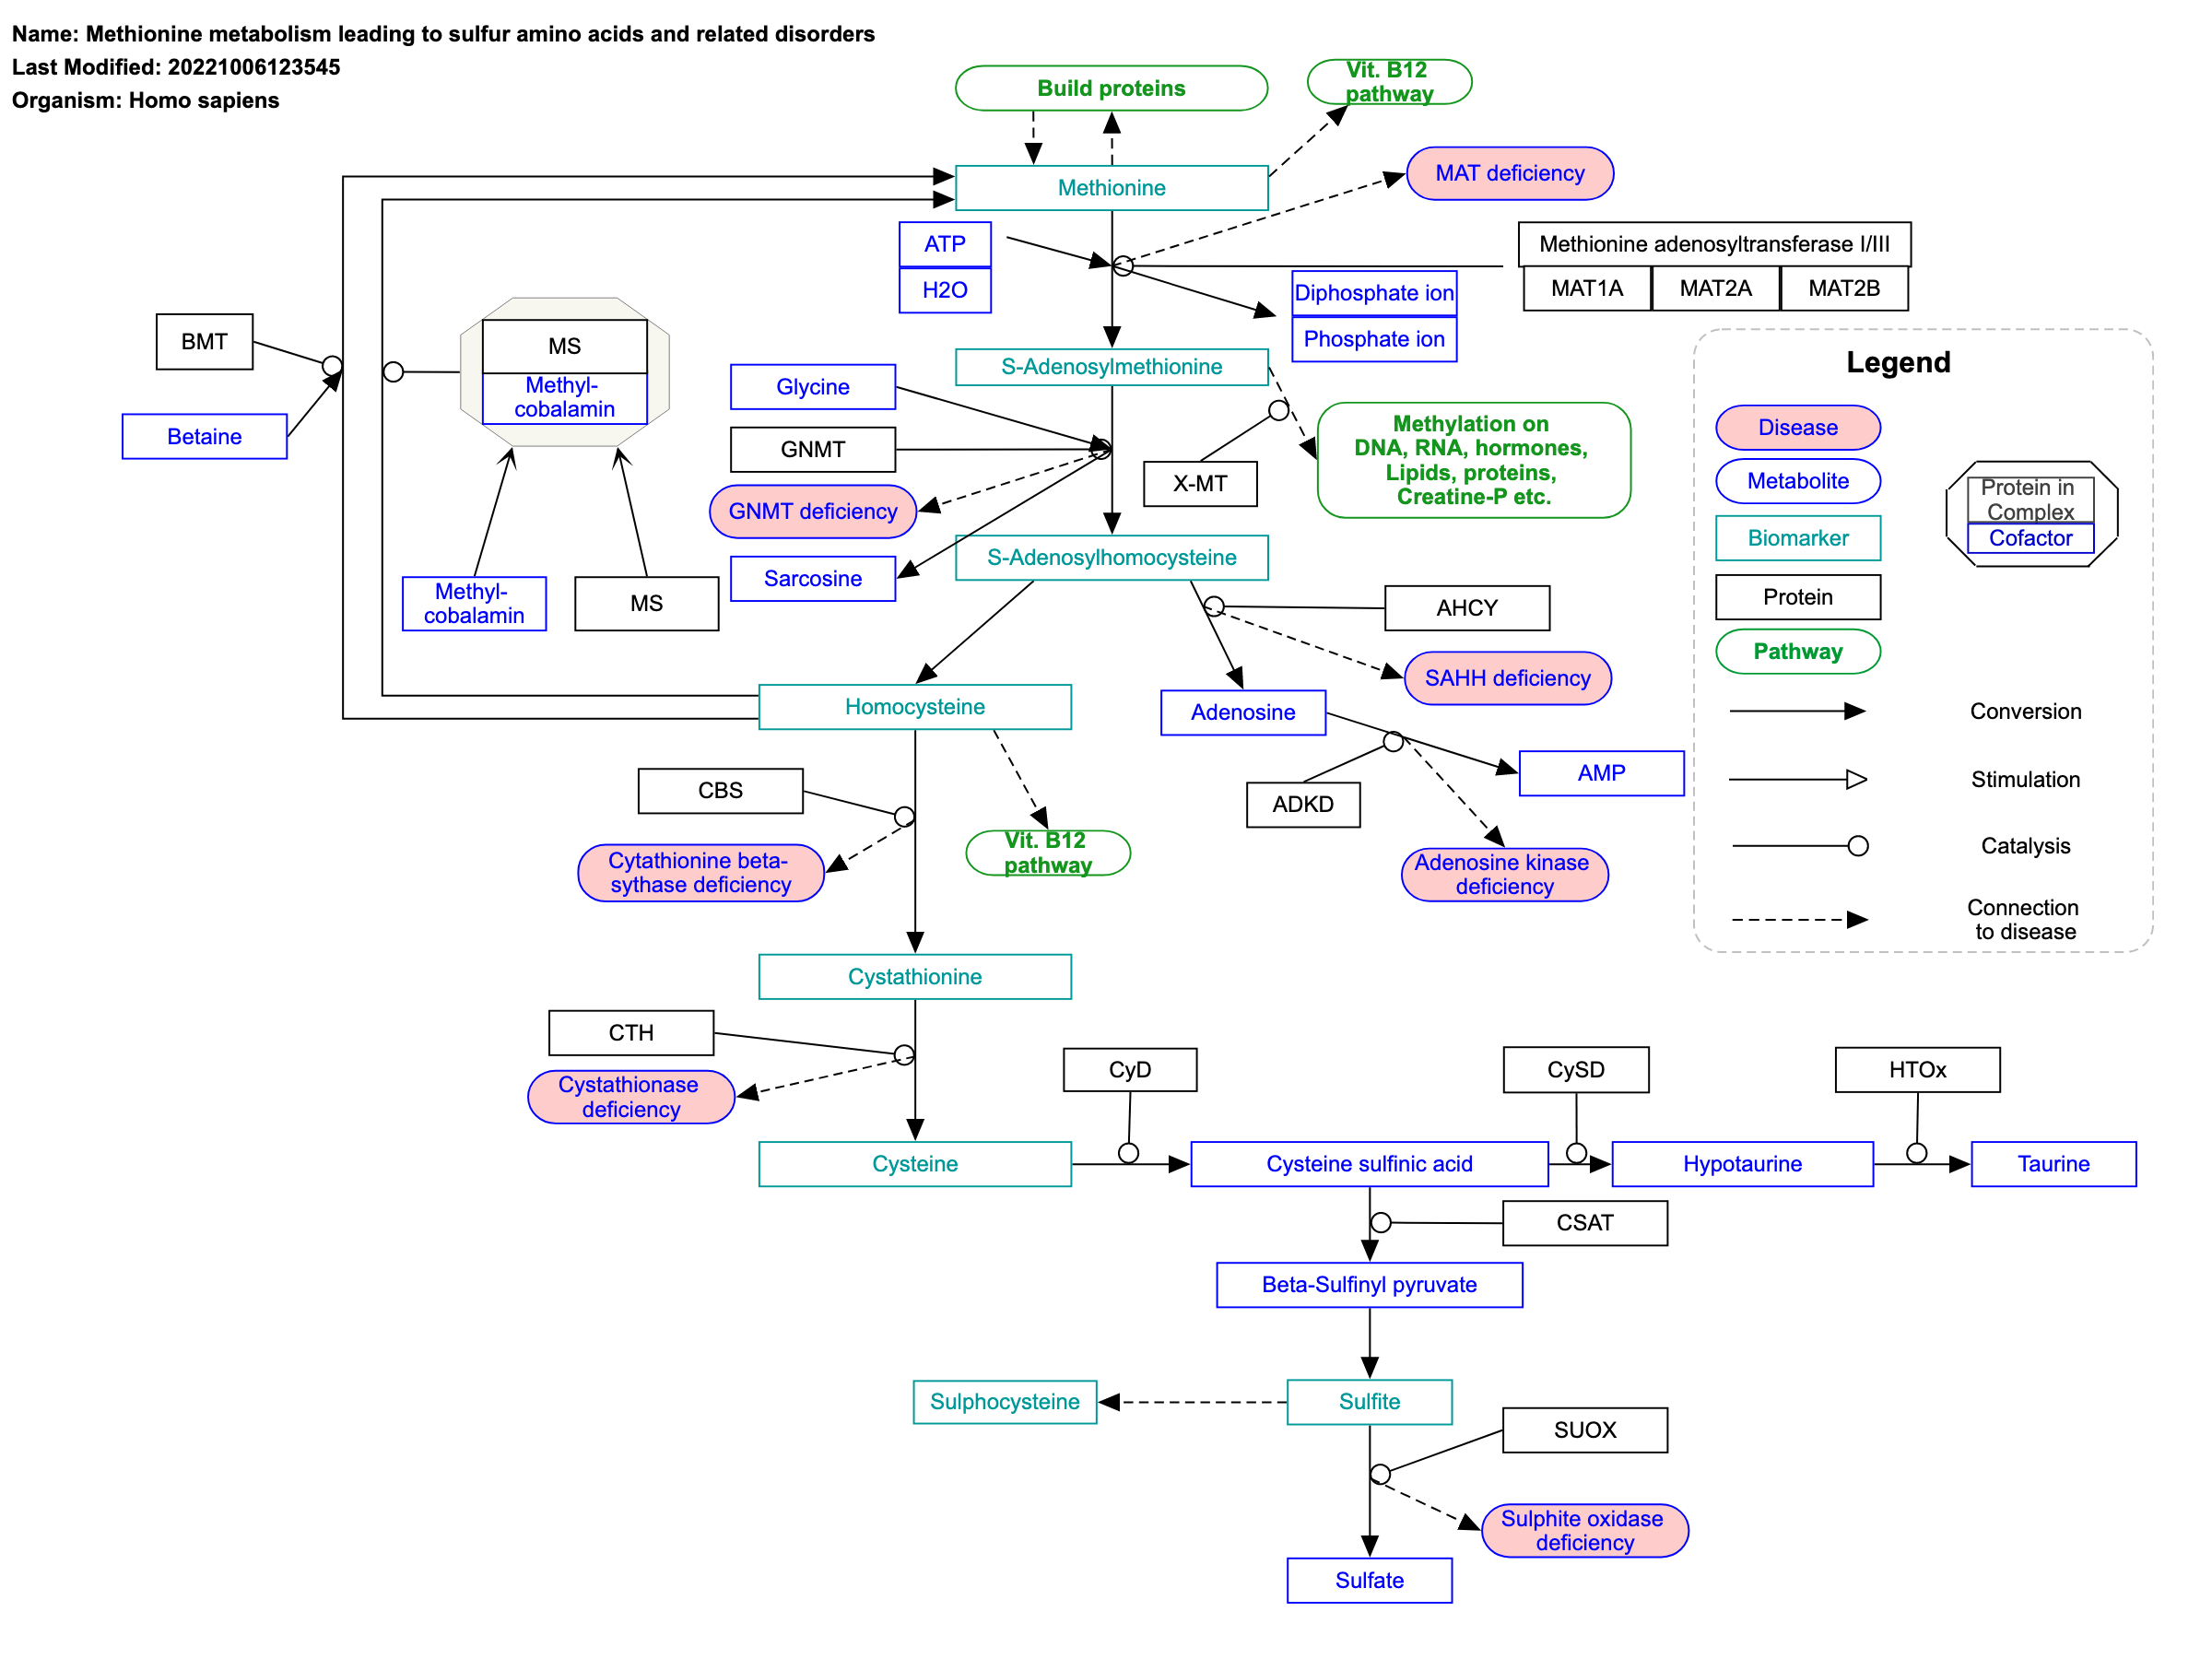 Name: Methionine metabolism leading to sulfur amino acids and related disorders
Last Modified: 20221006123545
Organism: Homo sapiens
Build proteins
Vit. B12
pathway
Methionine
MAT deficiency
ATP
H2O
Methionine adenosyltransferase I/III
MAT1A
MAT2A
MAT2B
Diphosphate ion
Phosphate ion
BMT
Betaine
MS
Methyl-
cobalamin
S-Adenosylmethionine
Glycine
GNMT
GNMT deficiency
Sarcosine
X-MT
Methylation on
DNA, RNA, hormones,
Lipids, proteins,
Creatine-P etc.
Methyl-
cobalamin
MS
S-Adenosylhomocysteine
AHCY
SAHH deficiency
Homocysteine
Adenosine
AMP
ADKD
Adenosine kinase
deficiency
CBS
Cytathionine beta-
sythase deficiency
Vit. B12
pathway
Cystathionine
CTH
Cystathionase
deficiency
CyD
CySD
HTOx
Cysteine
Cysteine sulfinic acid
Hypotaurine
Taurine
CSAT
Beta-Sulfinyl pyruvate
Sulphocysteine
Sulfite
SUOX
Sulphite oxidase
deficiency
Sulfate
Legend
Disease
Metabolite
Biomarker
Protein
Pathway
Protein in
Complex
Cofactor
Conversion
Stimulation
Catalysis
Connection
to disease